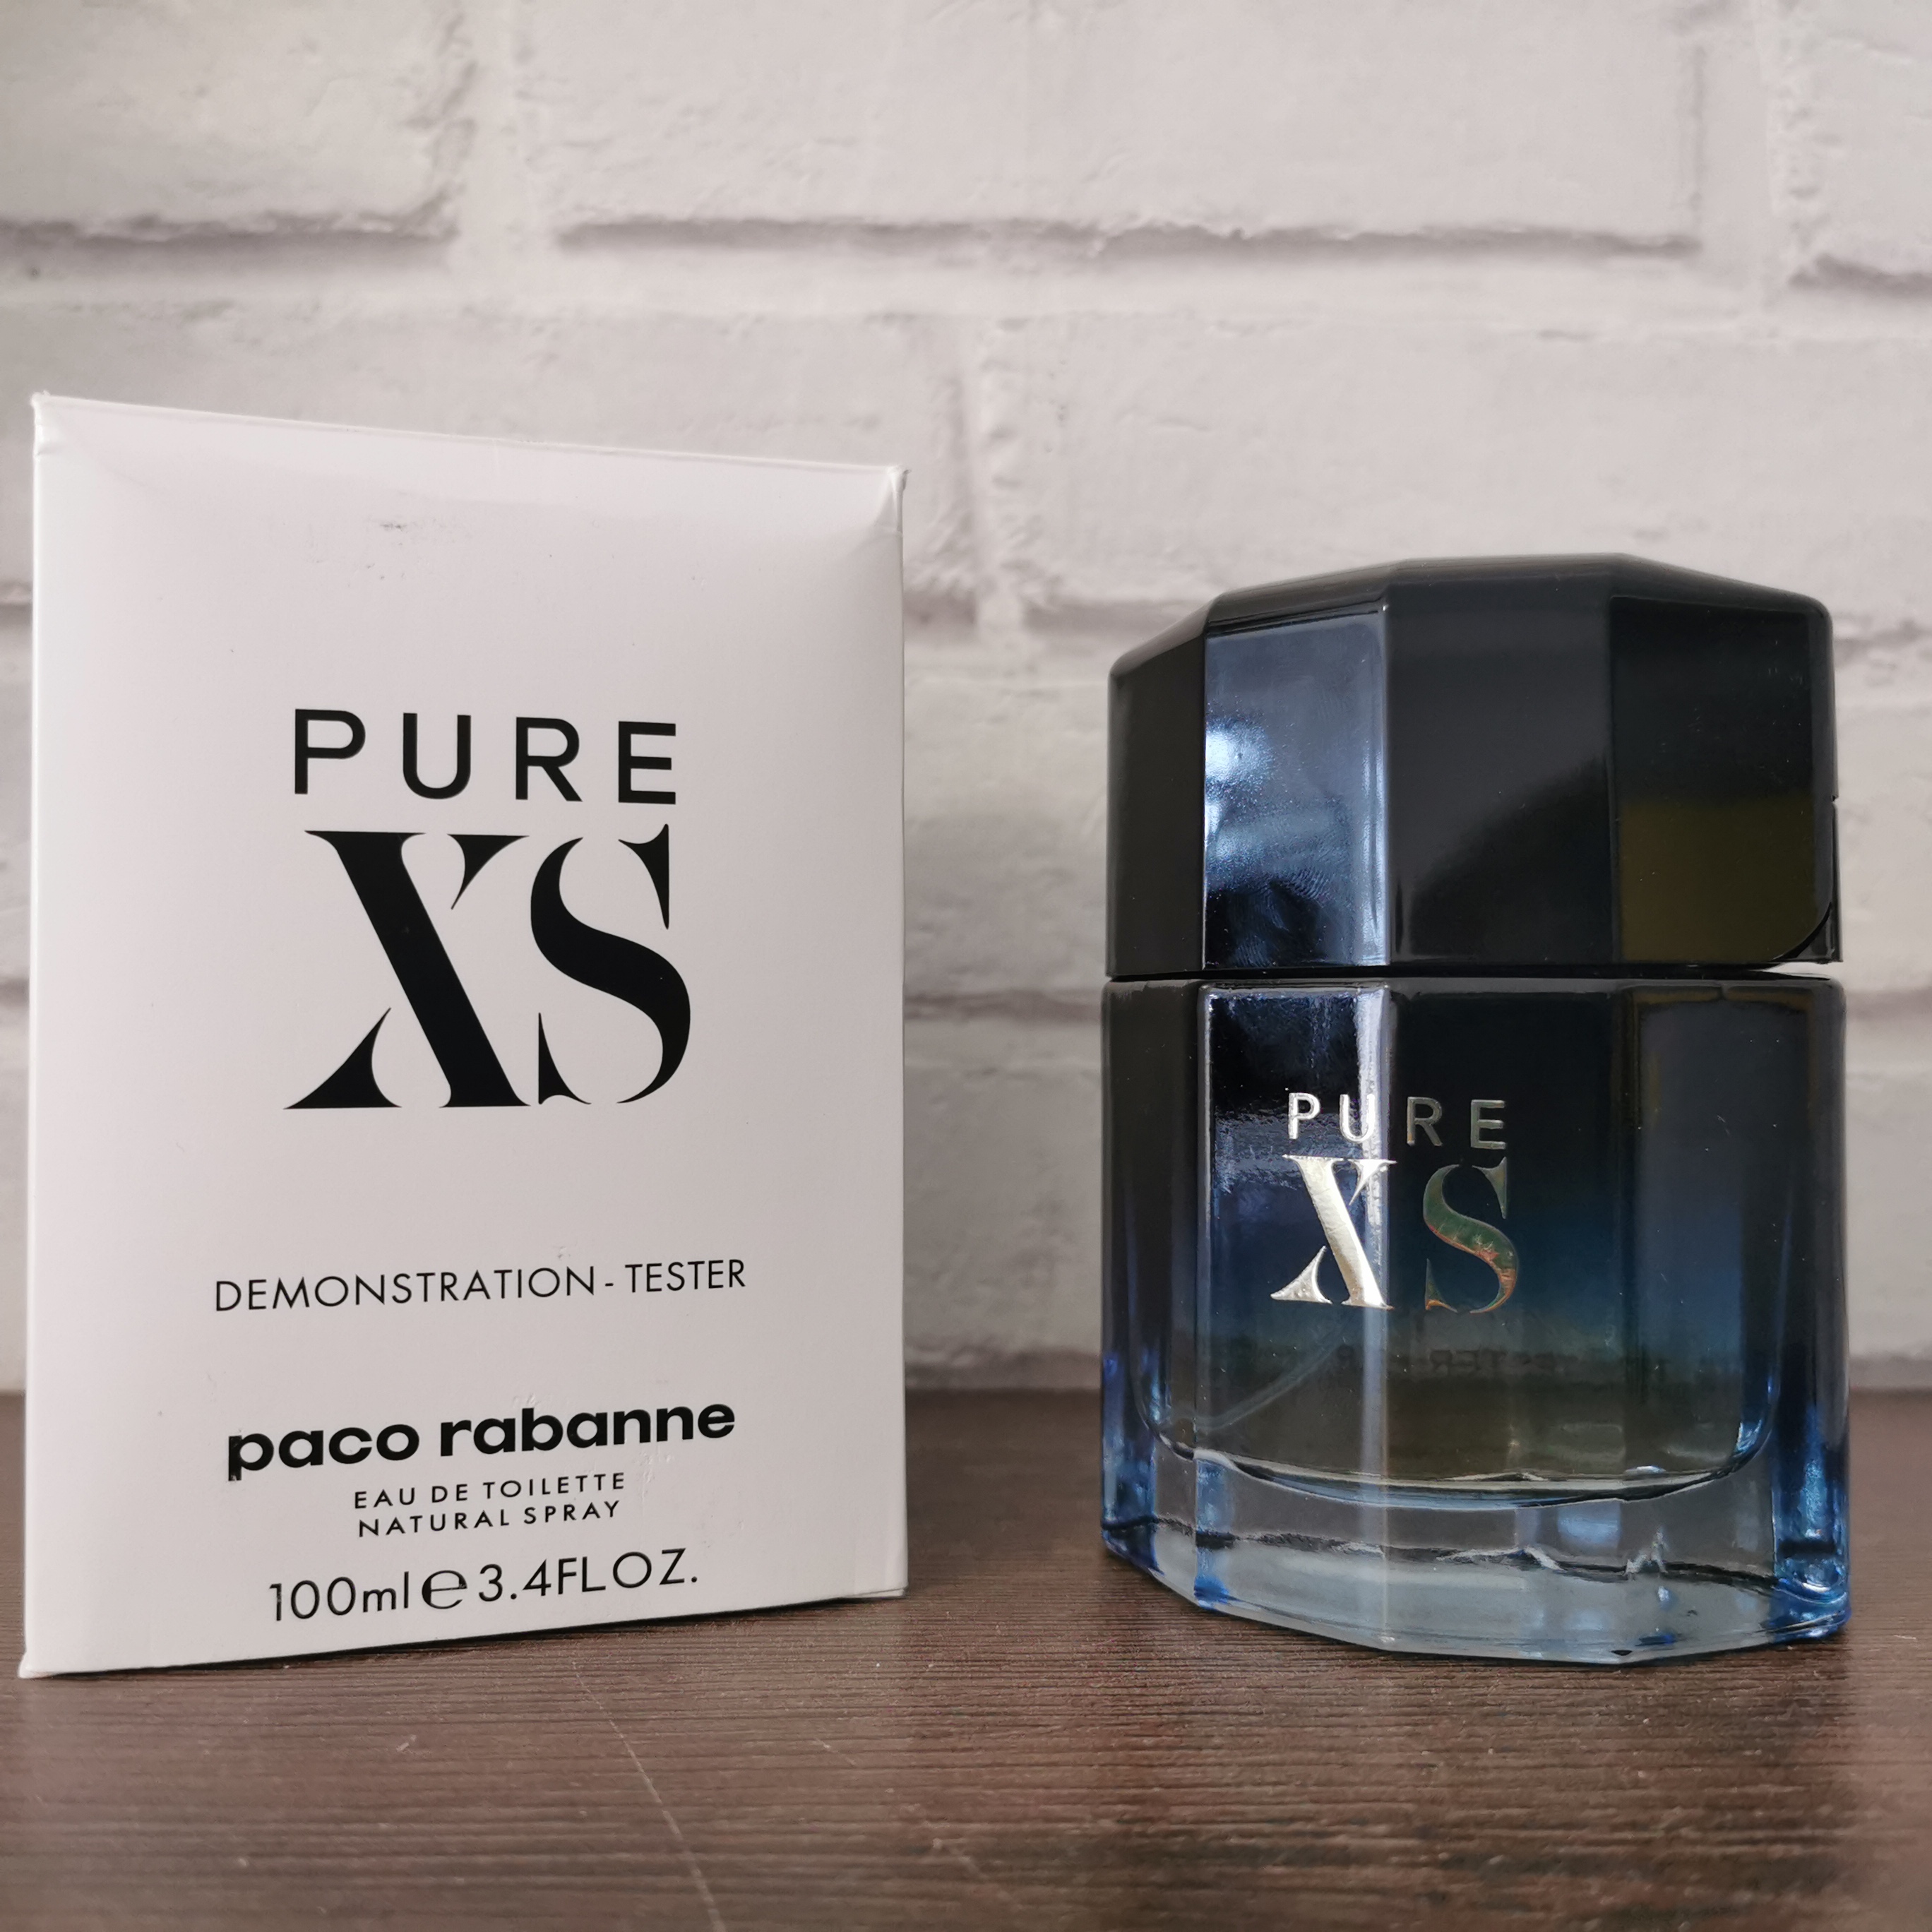 PURE
XS
DEMONSTRATION - TESTER
paco rabanne
EAU DE TOILETTE
NATURAL SPRAY
100ml e 3.4FL OZ.
PURE
XS